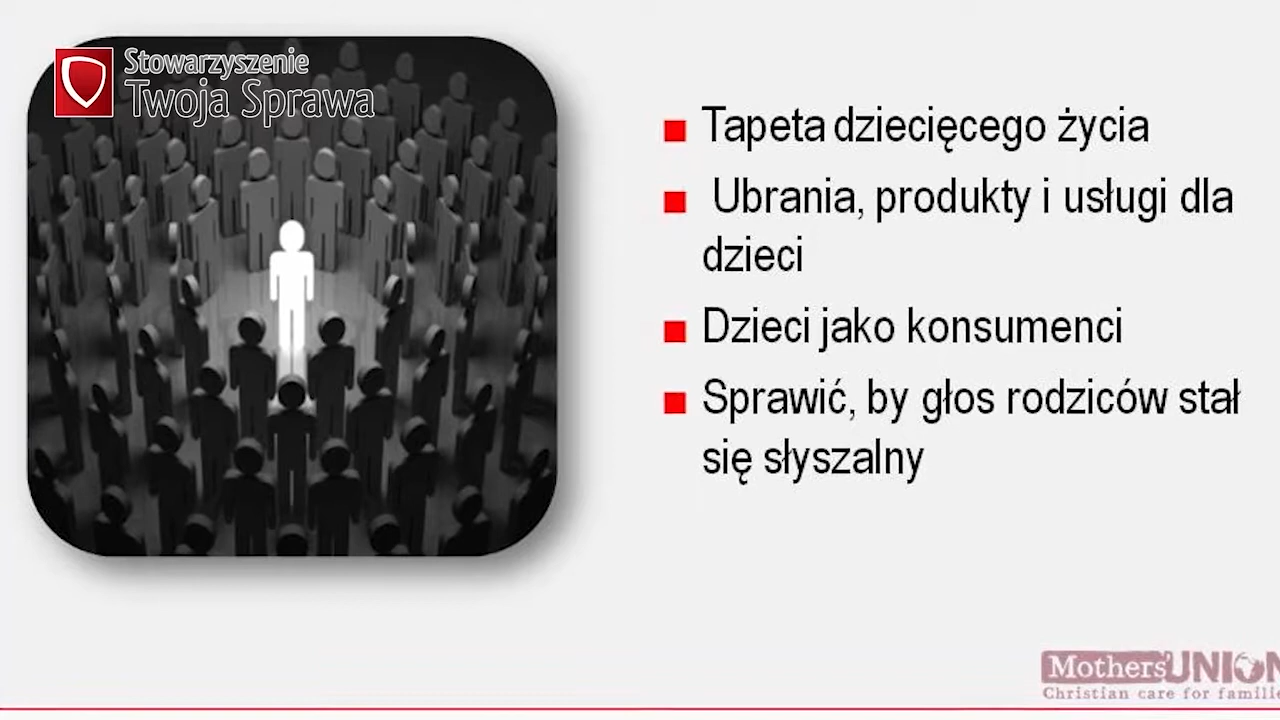 Stowarzyszenie
Twoja Sprawa
Tapeta dziecięcego życia
Ubrania, produkty i usługi dla
dzieci
Dzieci jako konsumenci
Sprawić, by głos rodziców stał
się słyszalny
Mothers' UNION
Christian care for familie